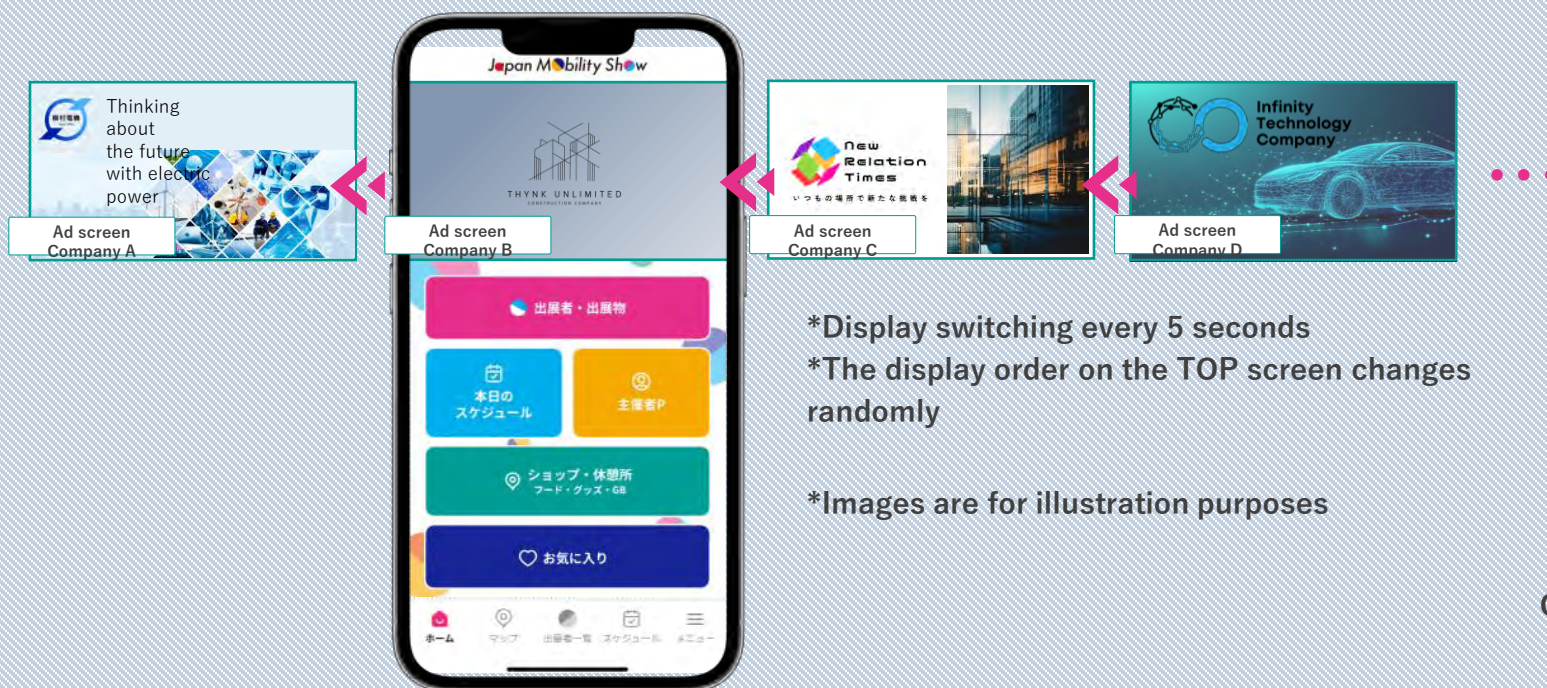 Japan Mobility Show
Thinking
about
the future
with electric
power
Ad screen
Company A
THYNK UNLIMITED
CONSTRUCTION COMPANY
Ad screen
Company B
New
Relation
Times
いつもの場所で新たな挑戦を
Ad screen
Company C
Infinity
Technology
Company
Ad screen
Company D
出展者・出展物
本日の
スケジュール
主催者P
ショップ・休憩所
フード・グッズ・GB
お気に入り
ホーム
マップ
出展者一覧
スケジュール
メニュー
*Display switching every 5 seconds
*The display order on the TOP screen changes
randomly
*Images are for illustration purposes